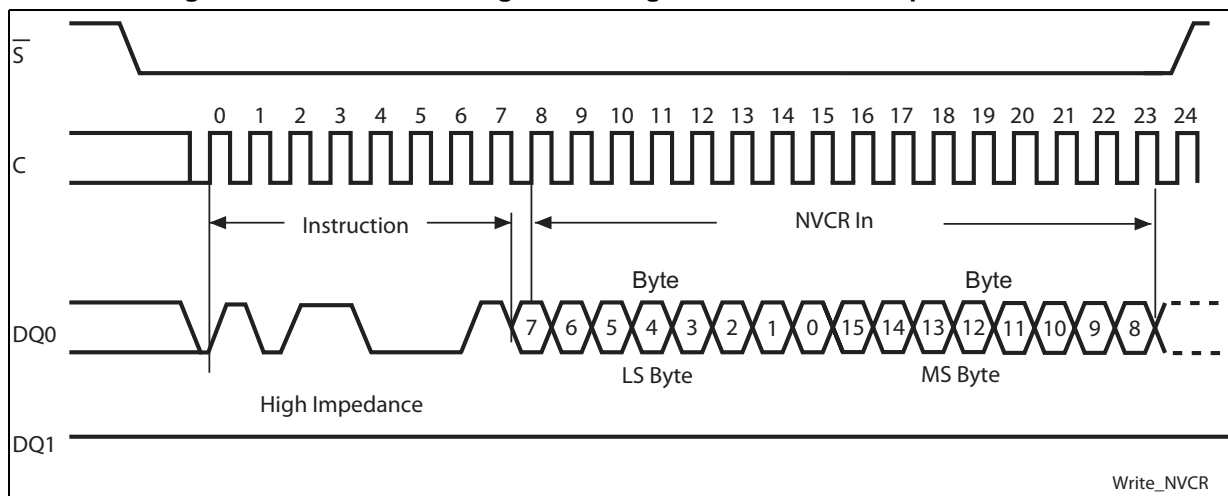 S
0 1 2 3 4 5 6 7 8 9 10 11 12 13 14 15 16 17 18 19 20 21 22 23 24
C
Instruction NVCR In
Byte Byte
DQ0 7 6 5 4 3 2 1 0 15 14 13 12 11 10 9 8
LS Byte MS Byte
High Impedance
DQ1
Write_NVCR